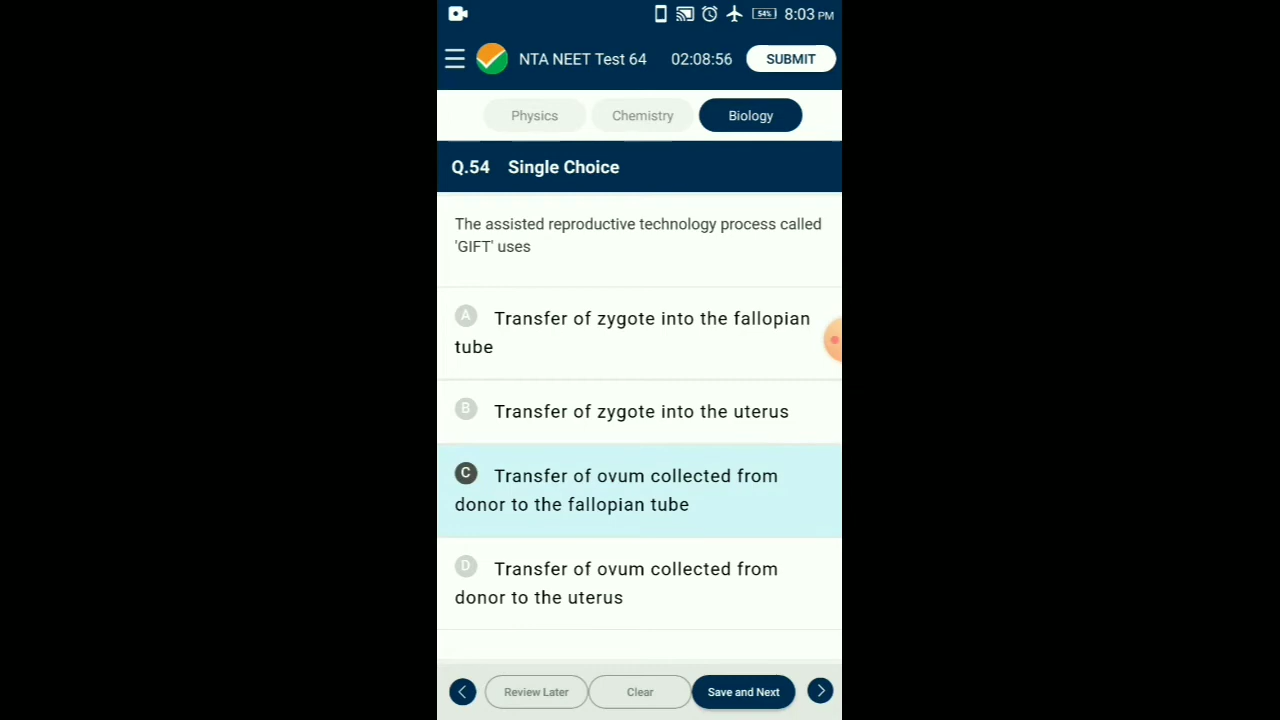 54% 8:03 PM
NTA NEET Test 64 02:08:56 SUBMIT
Physics Chemistry Biology
Q.54 Single Choice
The assisted reproductive technology process called
'GIFT' uses
A Transfer of zygote into the fallopian
tube
B Transfer of zygote into the uterus
C Transfer of ovum collected from
donor to the fallopian tube
D Transfer of ovum collected from
donor to the uterus
Review Later Clear Save and Next